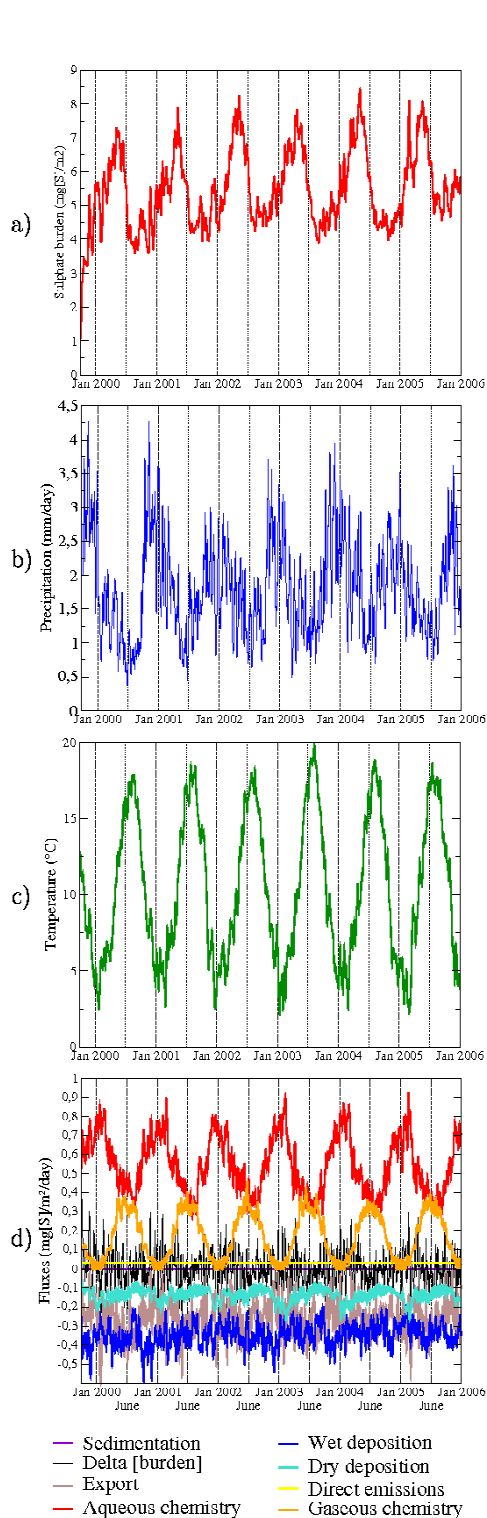 9
8
7
6
5
4
3
2
1
0
Sulphate burden (mg[S]/m2)
a)
Jan 2000 Jan 2001 Jan 2002 Jan 2003 Jan 2004 Jan 2005 Jan 2006
4,5
4
3,5
3
2,5
2
1,5
1
0,5
0
Precipitation (mm/day)
b)
Jan 2000 Jan 2001 Jan 2002 Jan 2003 Jan 2004 Jan 2005 Jan 2006
20
15
10
5
0
Temperature (°C)
c)
Jan 2000 Jan 2001 Jan 2002 Jan 2003 Jan 2004 Jan 2005 Jan 2006
1
0,9
0,8
0,7
0,6
0,5
0,4
0,3
0,2
0,1
0
-0,1
-0,2
-0,3
-0,4
-0,5
Fluxes (mg[S]/m²/day)
d)
Jan 2000 Jan 2001 Jan 2002 Jan 2003 Jan 2004 Jan 2005 Jan 2006
June June June June June June
Sedimentation
Delta [burden]
Export
Aqueous chemistry
Wet deposition
Dry deposition
Direct emissions
Gaseous chemistry